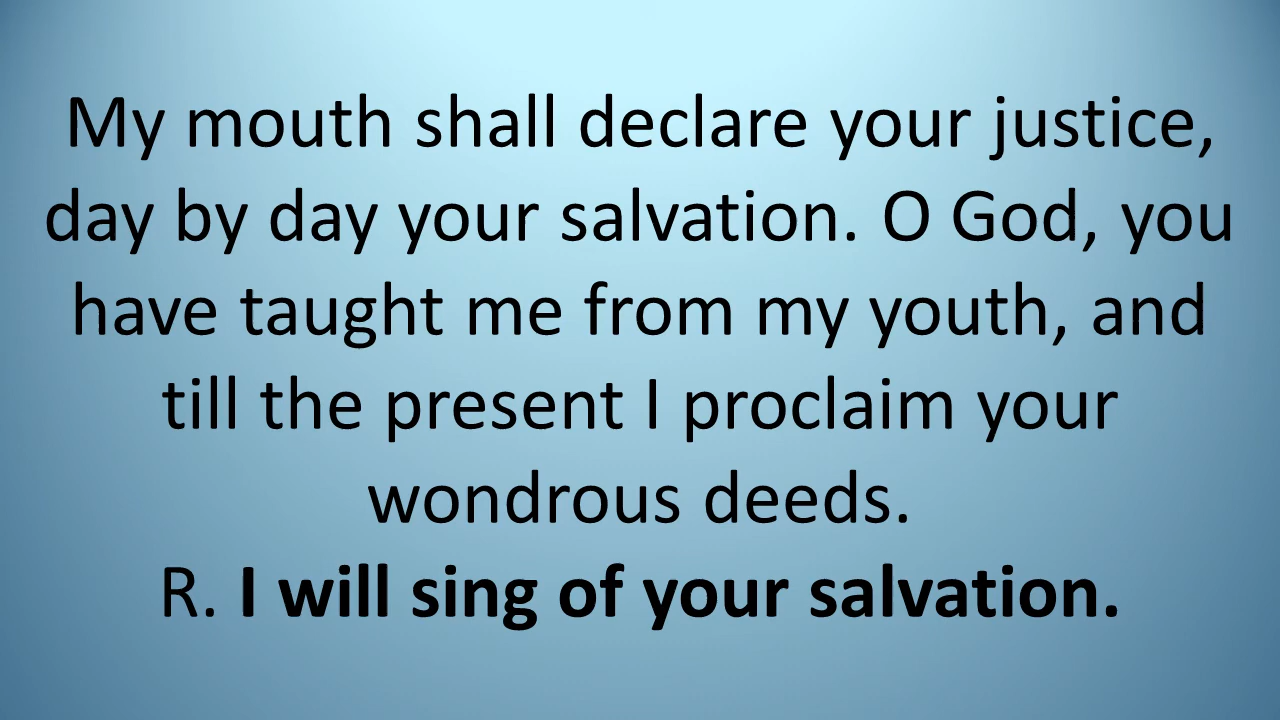 My mouth shall declare your justice,
day by day your salvation. O God, you
have taught me from my youth, and
till the present I proclaim your
wondrous deeds.
R. I will sing of your salvation.